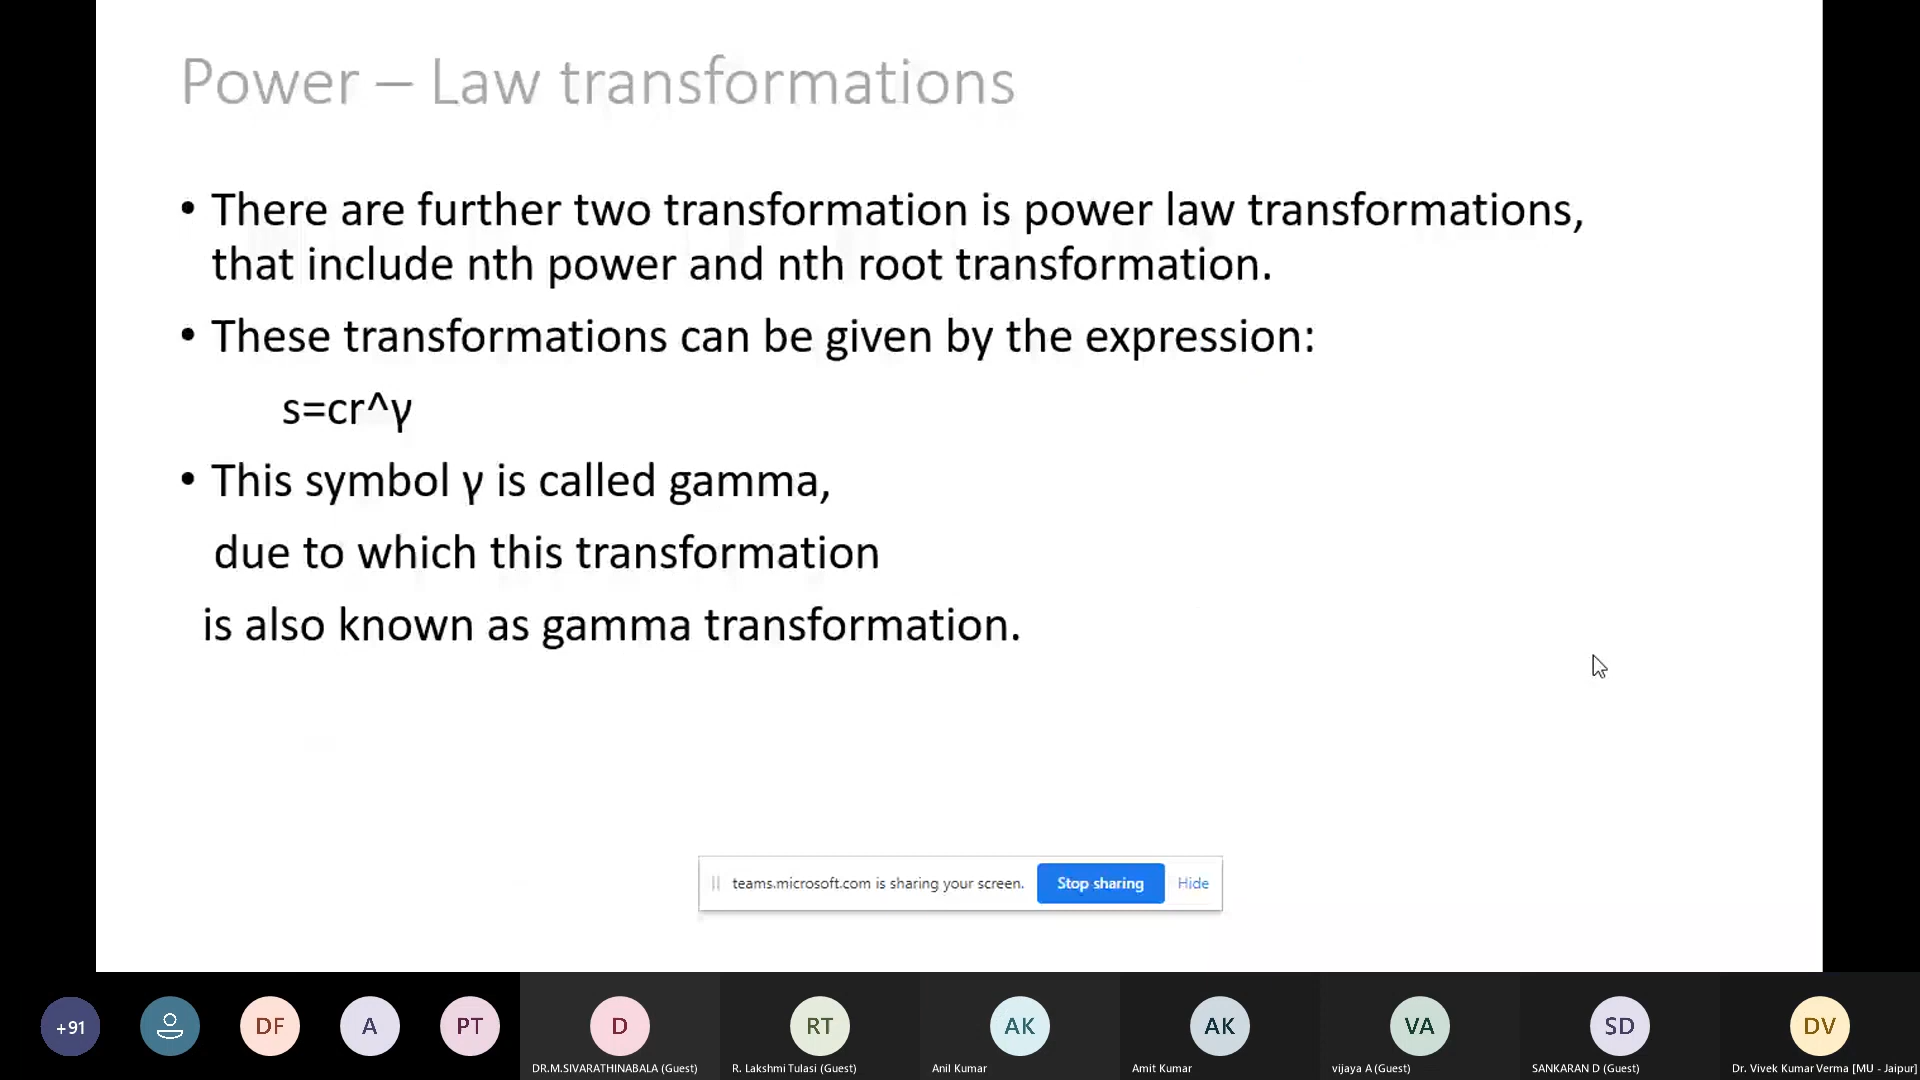 Power – Law transformations
• There are further two transformation is power law transformations,
that include nth power and nth root transformation.
• These transformations can be given by the expression:
s=cr^γ
• This symbol γ is called gamma,
due to which this transformation
is also known as gamma transformation.
teams.microsoft.com is sharing your screen. Stop sharing Hide
+91 DF A PT D RT AK AK VA SD DV
DR.M.SIVARATHINABALA (Guest) R. Lakshmi Tulasi (Guest) Anil Kumar Amit Kumar vijaya A (Guest) SANKARAN D (Guest) Dr. Vivek Kumar Verma [MU - Jaipur]